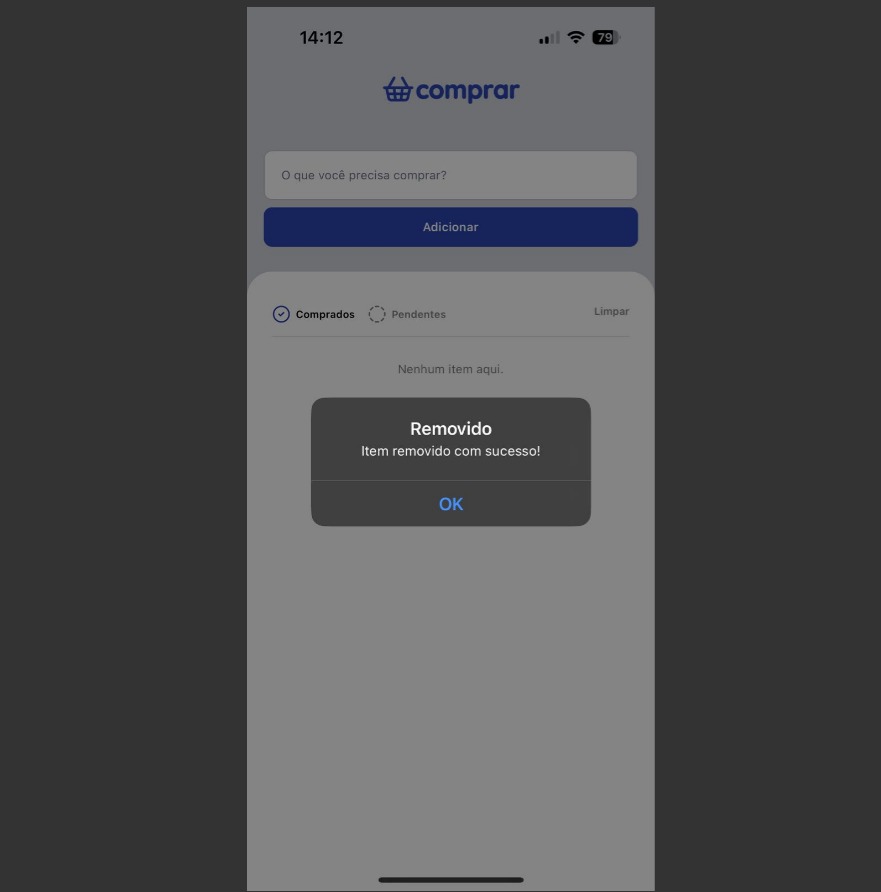 14:12
79
comprar
O que você precisa comprar?
Adicionar
Comprados Pendentes Limpar
Nenhum item aqui.
Removido
Item removido com sucesso!
OK